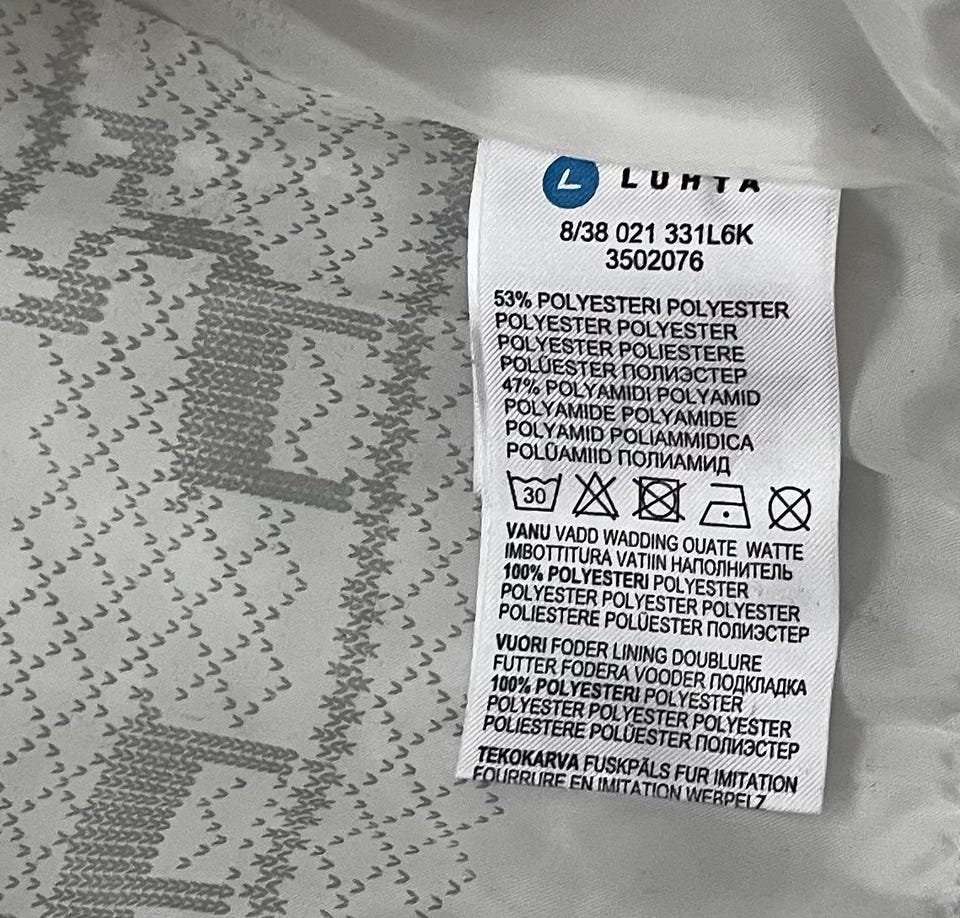 L LUHTA
8/38 021 331L6K
3502076
53% POLYESTERI POLYESTER
POLYESTER POLYESTER
POLYESTER POLIESTERE
POLÜESTER ПОЛИЭСТЕР
47% POLYAMIDI POLYAMID
POLYAMIDE POLYAMIDE
POLYAMID POLIAMMIDICA
POLÜAMIID ПОЛИАМИД
30
VANU VADD WADDING OUATE WATTE
IMBOTTITURA VATIIN НАПОЛНИТЕЛЬ
100% POLYESTERI POLYESTER
POLYESTER POLYESTER POLYESTER
POLIESTERE POLÜESTER ПОЛИЭСТЕР
VUORI FODER LINING DOUBLURE
FUTTER FODERA VOODER ПОДКЛАДКА
100% POLYESTERI POLYESTER
POLYESTER POLYESTER POLYESTER
POLIESTERE POLÜESTER ПОЛИЭСТЕР
TEKOKARVA FUSKPÄLS FUR IMITATION
FOURRURE EN IMITATION WEBPELZ